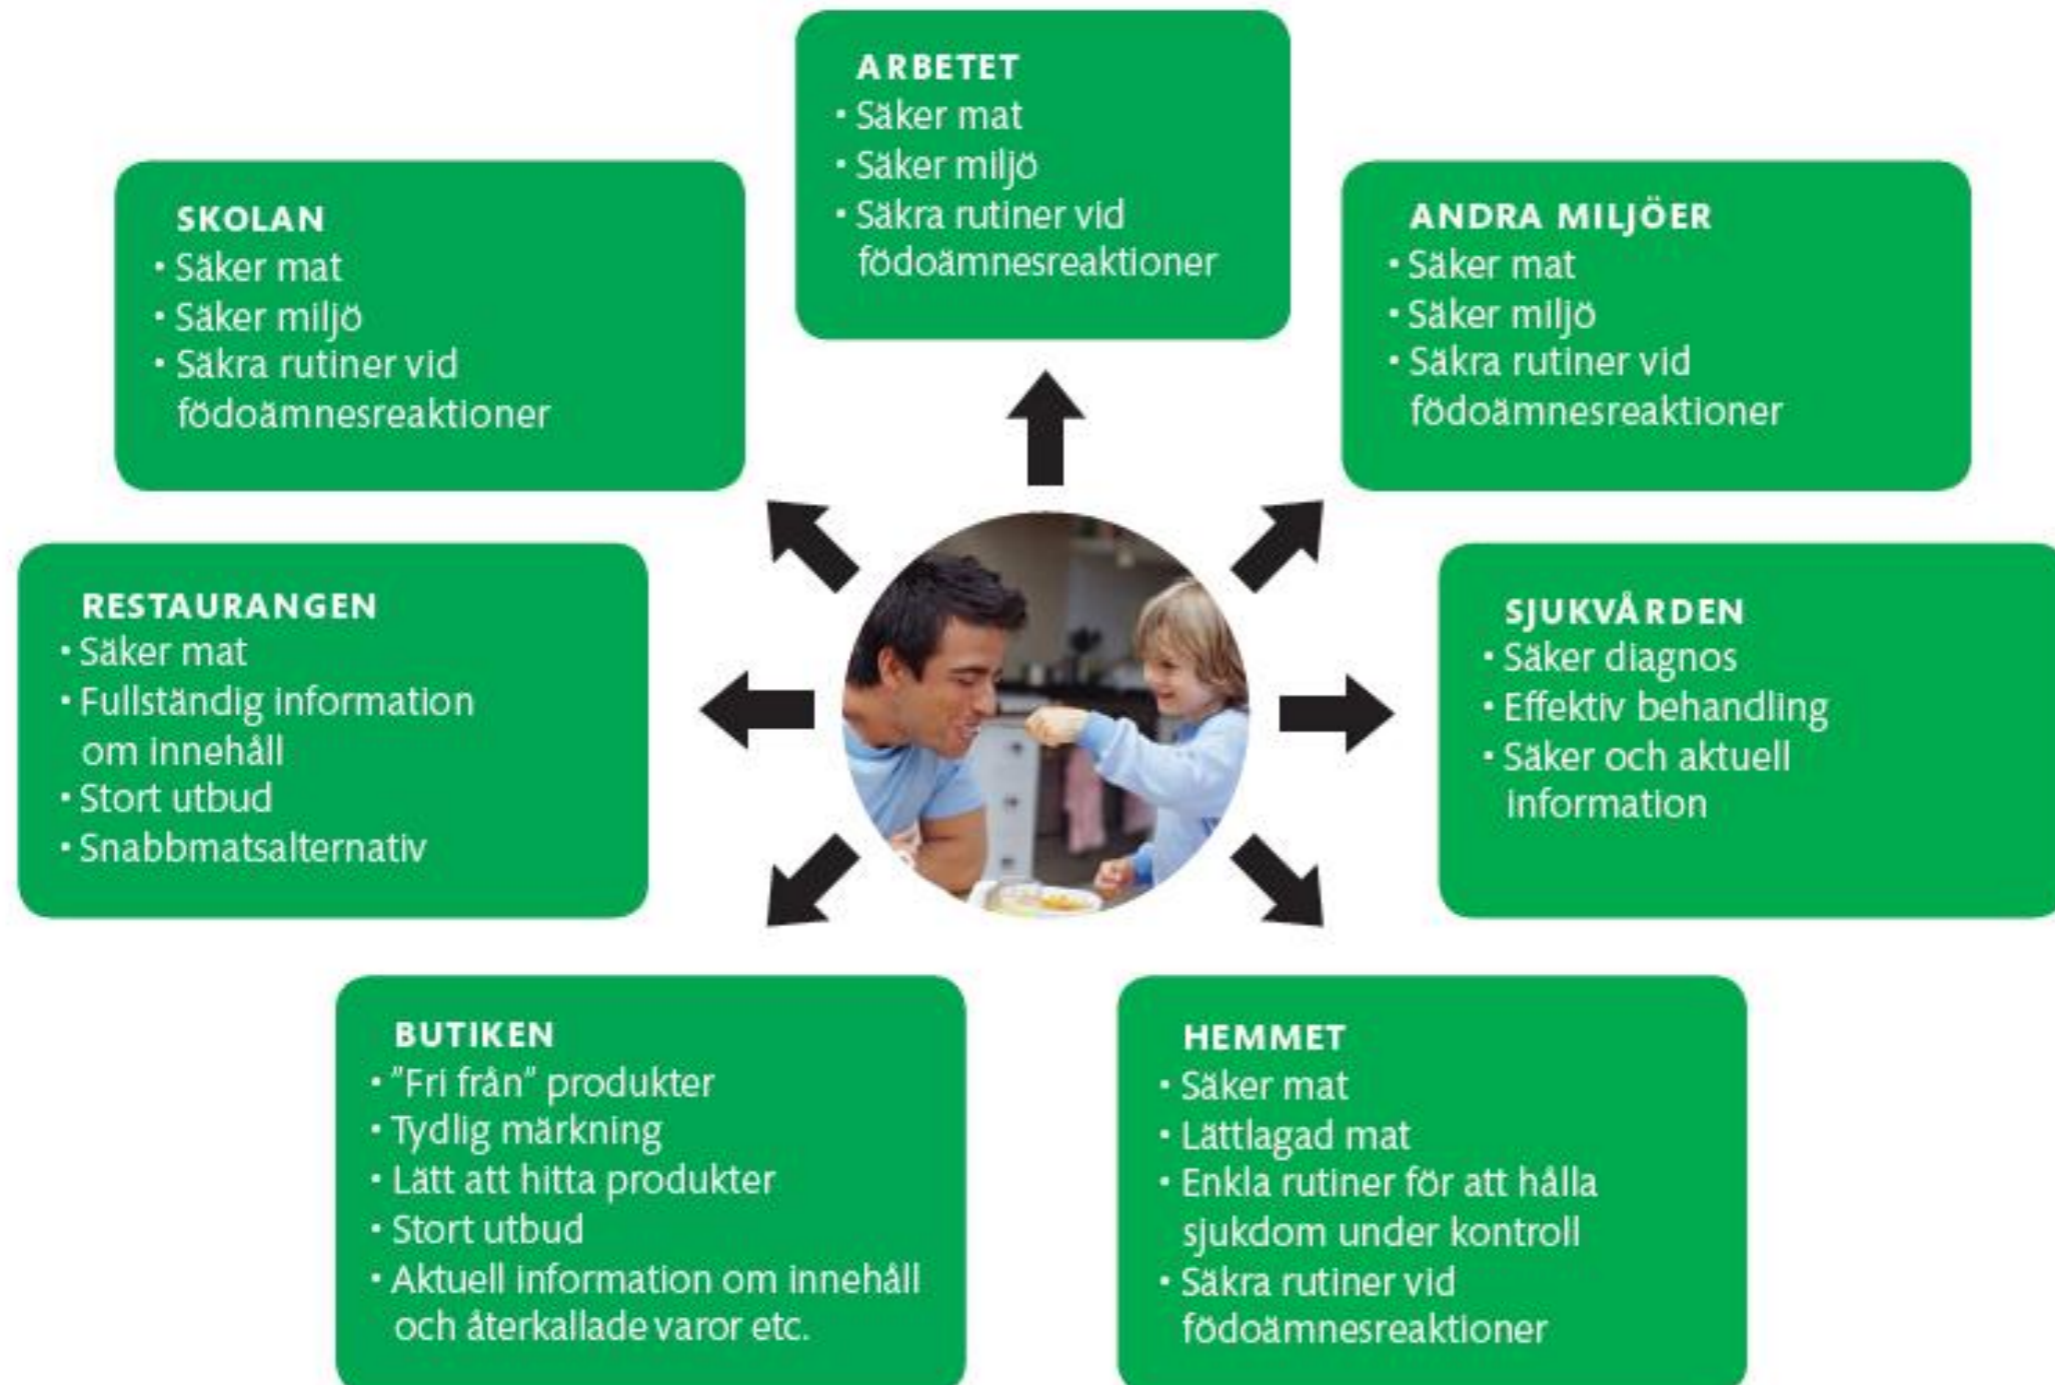 ARBETET
· Säker mat
· Säker miljö
· Säkra rutiner vid
födoämnesreaktioner
SKOLAN
· Säker mat
· Säker miljö
· Säkra rutiner vid
födoämnesreaktioner
ANDRA MILJÖER
· Säker mat
· Säker miljö
· Säkra rutiner vid
födoämnesreaktioner
RESTAURANGEN
· Säker mat
· Fullständig information
om innehåll
· Stort utbud
· Snabbmatsalternativ
SJUKVÅRDEN
· Säker diagnos
· Effektiv behandling
· Säker och aktuell
information
BUTIKEN
· ”Fri från” produkter
· Tydlig märkning
· Lätt att hitta produkter
· Stort utbud
· Aktuell information om innehåll
och återkallade varor etc.
HEMMET
· Säker mat
· Lättlagad mat
· Enkla rutiner för att hålla
sjukdom under kontroll
· Säkra rutiner vid
födoämnesreaktioner